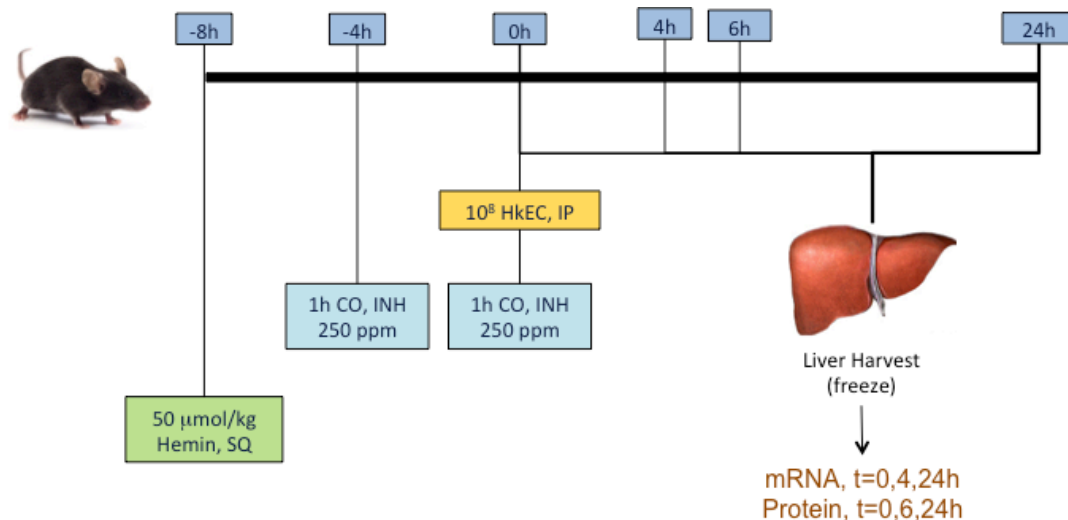 -8h
-4h
0h
4h
6h
24h
10⁸ HkEC, IP
1h CO, INH
250 ppm
1h CO, INH
250 ppm
Liver Harvest
(freeze)
50 μmol/kg
Hemin, SQ
mRNA, t=0,4,24h
Protein, t=0,6,24h